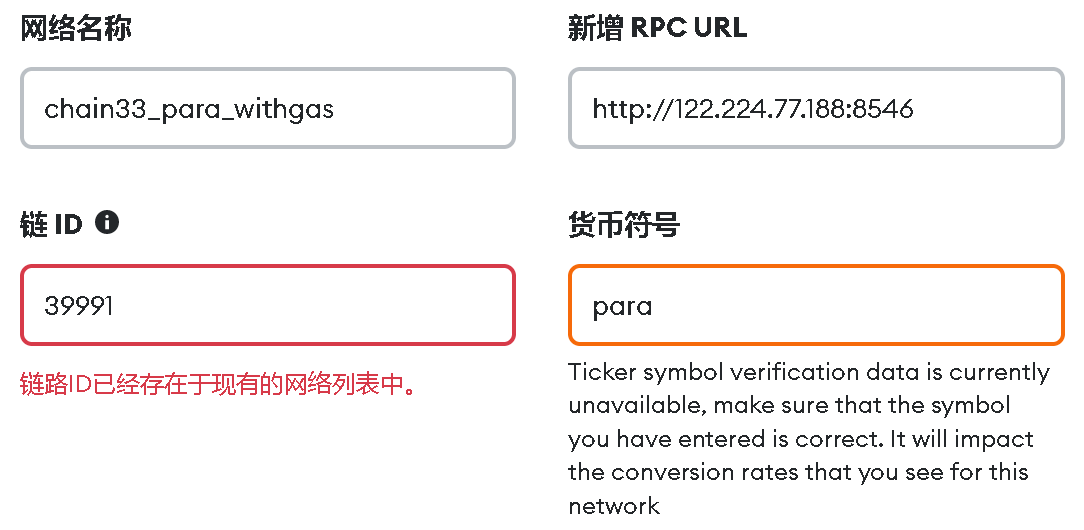 网络名称
新增 RPC URL
chain33_para_withgas
http://122.224.77.188:8546
链 ID
货币符号
39991
para
链路ID已经存在于现有的网络列表中。
Ticker symbol verification data is currently
unavailable, make sure that the symbol
you have entered is correct. It will impact
the conversion rates that you see for this
network